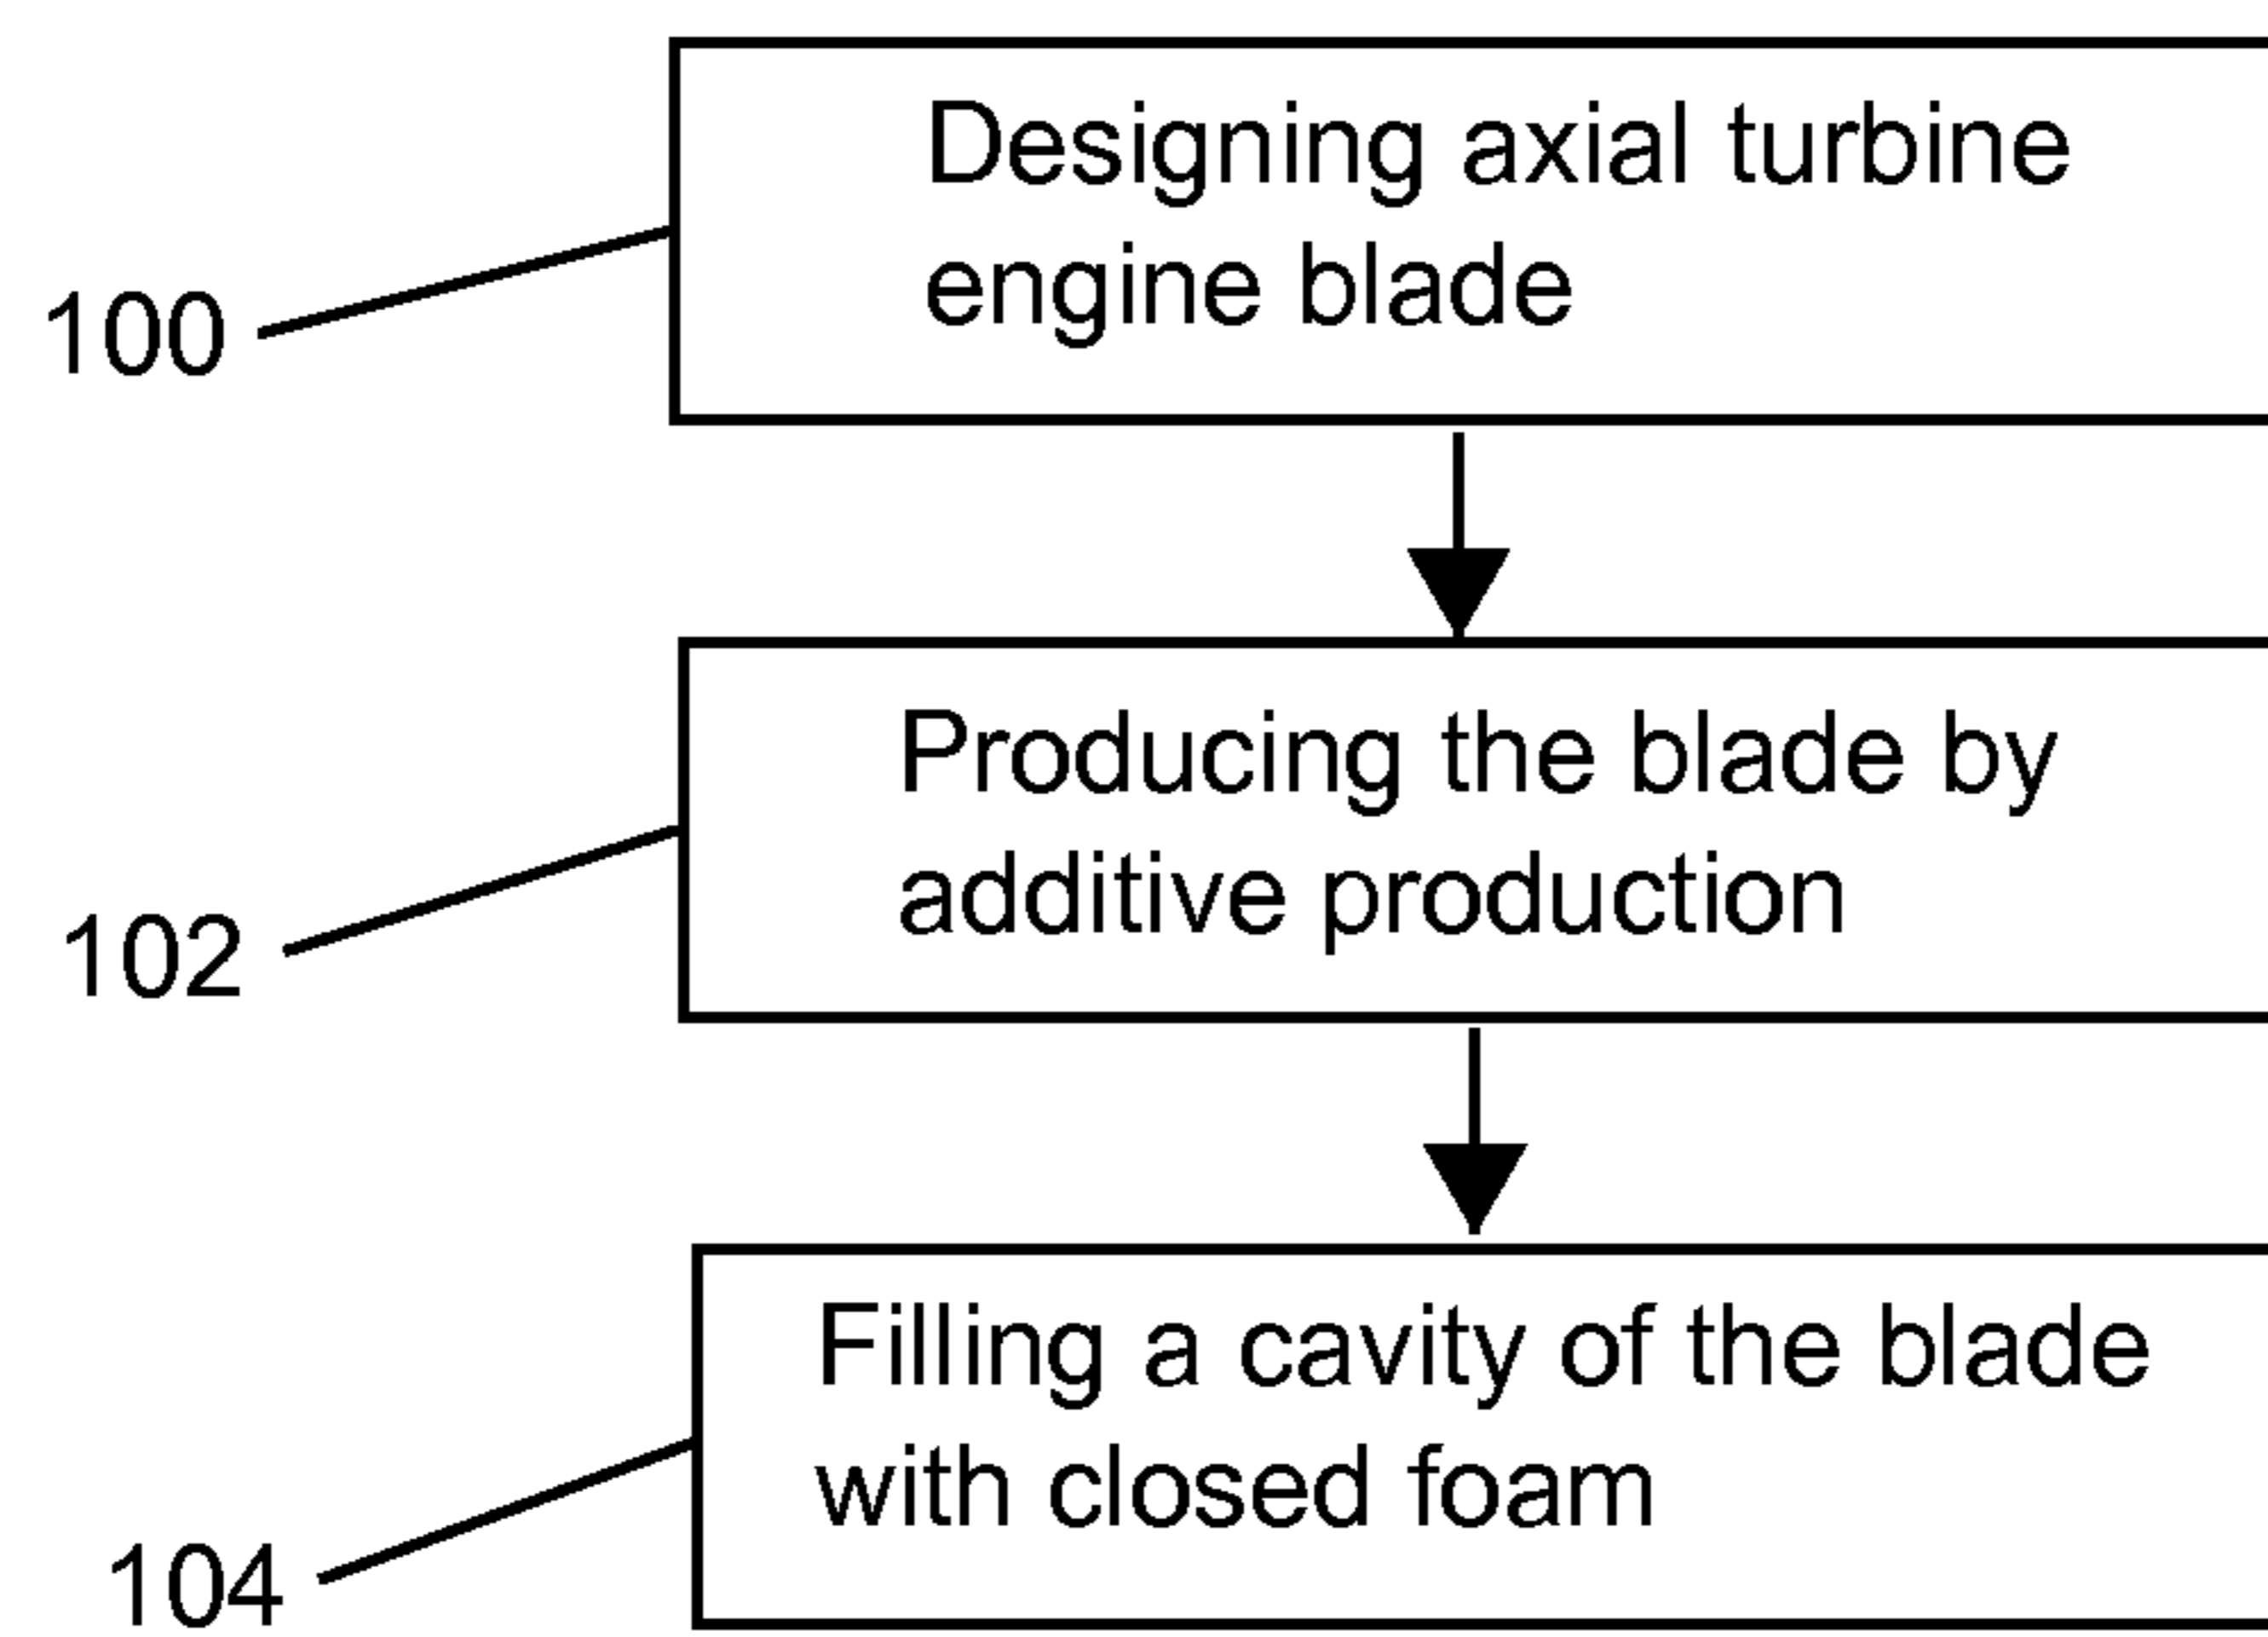 Designing axial turbine
engine blade
100
Producing the blade by
additive production
102
Filling a cavity of the blade
with closed foam
104